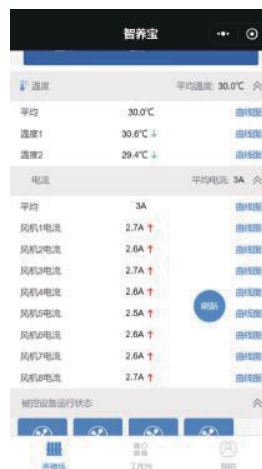 智养宝
温度 平均温度: 30.0℃
平均 30.0℃ 曲线图
温度1 30.6℃ ↓ 曲线图
温度2 29.4℃ ↓ 曲线图
电流 平均电流: 3A
平均 3A 曲线图
风机1电流 2.7A ↑ 曲线图
风机2电流 2.6A ↑ 曲线图
风机3电流 2.7A ↑ 曲线图
风机4电流 2.6A ↑ 曲线图
风机5电流 2.5A ↑ 曲线图
刷新
风机6电流 2.6A ↑ 曲线图
风机7电流 2.6A ↑ 曲线图
风机8电流 2.7A ↑ 曲线图
被控设备运行状态
养殖场 工作台 我的